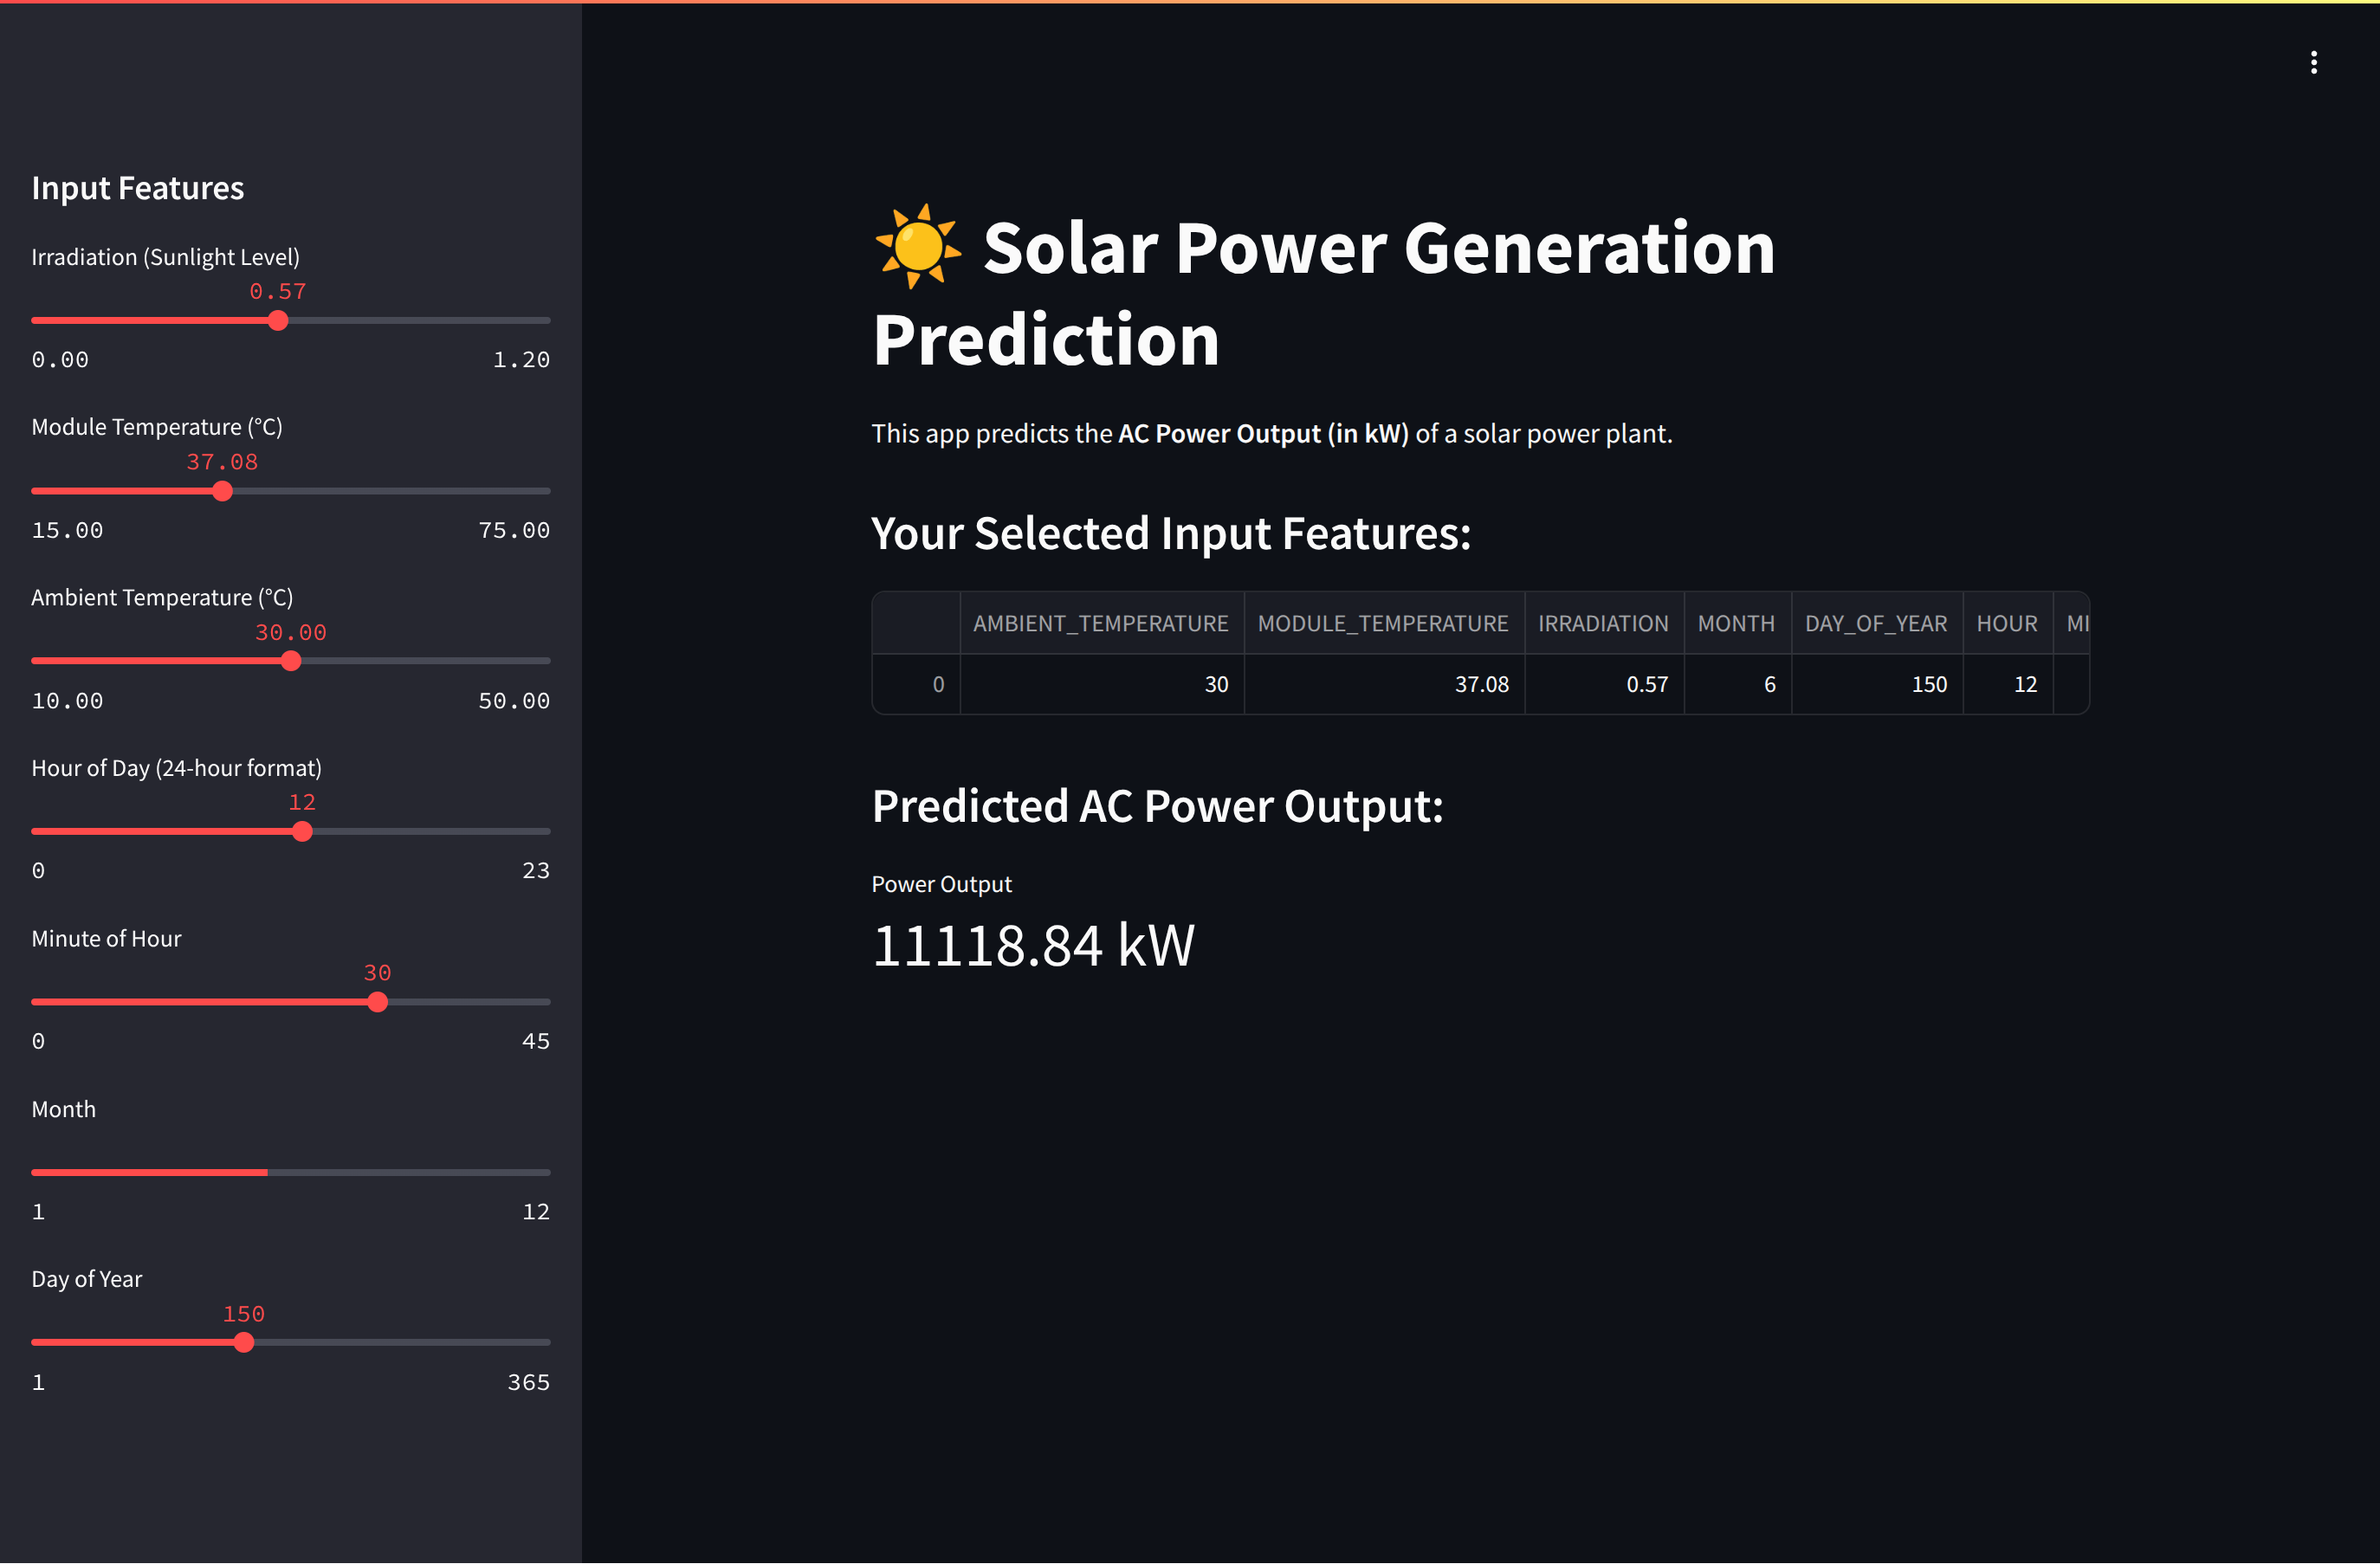 Input Features
Irradiation (Sunlight Level)
0.57
0.00 1.20
Module Temperature (°C)
37.08
15.00 75.00
Ambient Temperature (°C)
30.00
10.00 50.00
Hour of Day (24-hour format)
12
0 23
Minute of Hour
30
0 45
Month
1 12
Day of Year
150
1 365
Solar Power Generation
Prediction
This app predicts the AC Power Output (in kW) of a solar power plant.
Your Selected Input Features:
AMBIENT_TEMPERATURE MODULE_TEMPERATURE IRRADIATION MONTH DAY_OF_YEAR HOUR MI
0 30 37.08 0.57 6 150 12
Predicted AC Power Output:
Power Output
11118.84 kW